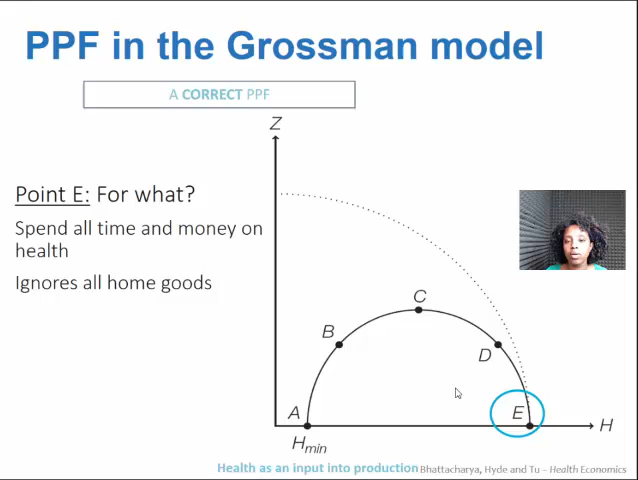 PPF in the Grossman model
A CORRECT PPF
Z
Point E: For what?
Spend all time and money on
health
Ignores all home goods
C
B
D
A
E
H
Hmin
Health as an input into production Bhattacharya, Hyde and Tu – Health Economics